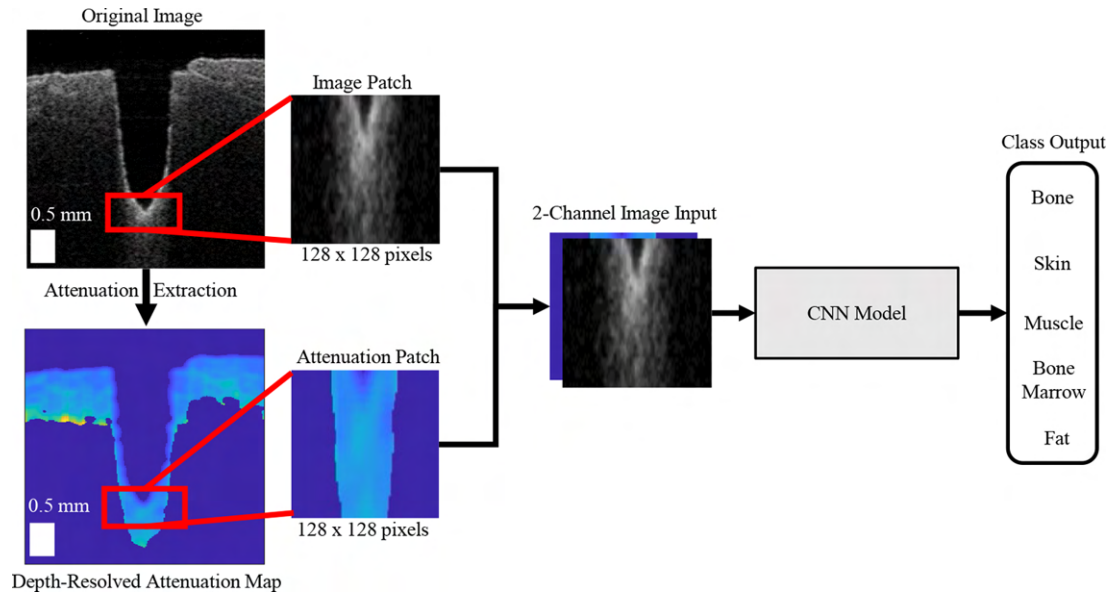 Original Image
0.5 mm
Attenuation Extraction
0.5 mm
Depth-Resolved Attenuation Map
Image Patch
128 x 128 pixels
Attenuation Patch
128 x 128 pixels
2-Channel Image Input
CNN Model
Class Output
Bone
Skin
Muscle
Bone
Marrow
Fat